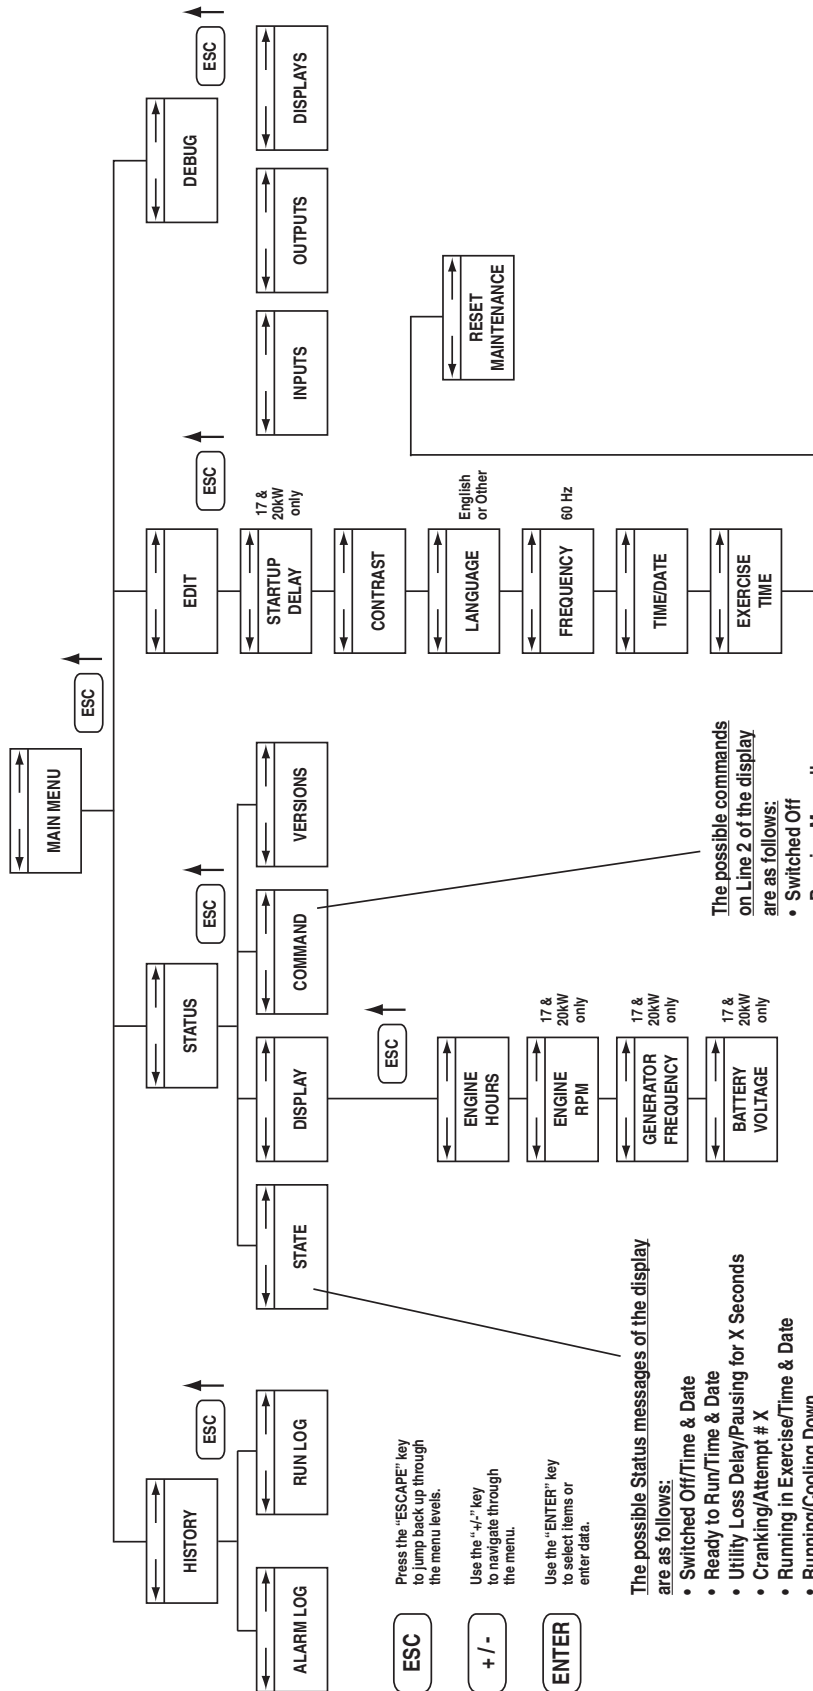 MAIN MENU
ESC
HISTORY
STATUS
EDIT
DEBUG
ESC
ESC
ESC
ESC
ALARM LOG
RUN LOG
STATE
DISPLAY
COMMAND
VERSIONS
INPUTS
OUTPUTS
DISPLAYS
STARTUP
DELAY
17 &
20kW
only
CONTRAST
LANGUAGE
English
or Other
FREQUENCY
60 Hz
TIME/DATE
EXERCISE
TIME
RESET
MAINTENANCE
ESC
ENGINE
HOURS
ENGINE
RPM
17 &
20kW
only
GENERATOR
FREQUENCY
17 &
20kW
only
BATTERY
VOLTAGE
17 &
20kW
only
ESC
Press the "ESCAPE" key
to jump back up through
the menu levels.
+ / -
Use the "+/-" key
to navigate through
the menu.
ENTER
Use the "ENTER" key
to select items or
enter data.
The possible Status messages of the display
are as follows:
• Switched Off/Time & Date
• Ready to Run/Time & Date
• Utility Loss Delay/Pausing for X Seconds
• Cranking/Attempt # X
• Running in Exercise/Time & Date
• Running/Cooling Down
The possible commands
on Line 2 of the display
are as follows:
• Switched Off